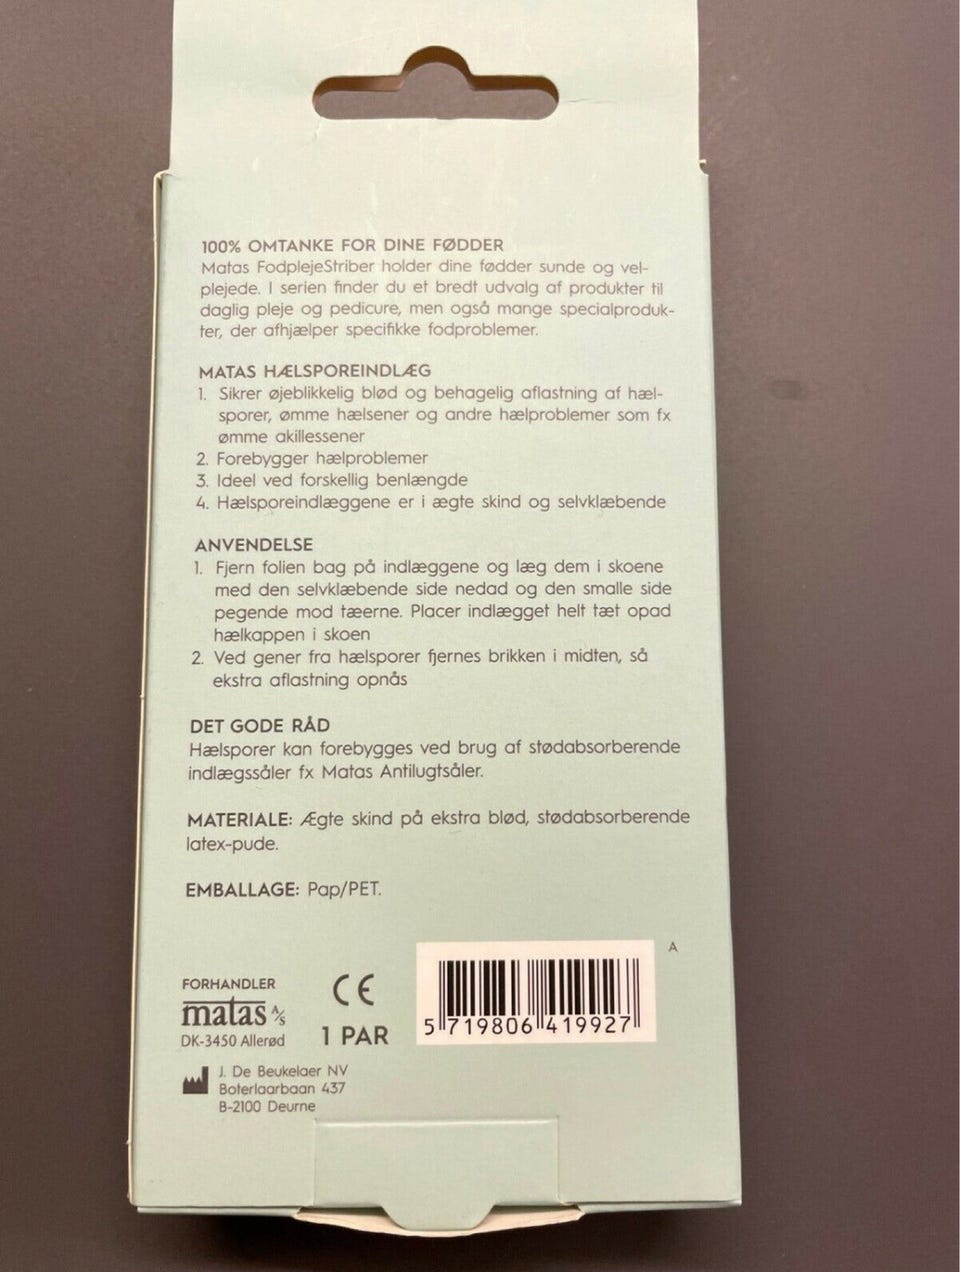 100% OMTANKE FOR DINE FØDDER
Matas FodplejeStriber holder dine fødder sunde og vel-
plejede. I serien finder du et bredt udvalg af produkter til
daglig pleje og pedicure, men også mange specialproduk-
ter, der afhjælper specifikke fodproblemer.
MATAS HÆLSPOREINDLÆG
1. Sikrer øjeblikkelig blød og behagelig aflastning af hæl-
sporer, ømme hælsener og andre hælproblemer som fx
ømme akillessener
2. Forebygger hælproblemer
3. Ideel ved forskellig benlængde
4. Hælsporeindlæggene er i ægte skind og selvklæbende
ANVENDELSE
1. Fjern folien bag på indlæggene og læg dem i skoene
med den selvklæbende side nedad og den smalle side
pegende mod tæerne. Placer indlægget helt tæt opad
hælkappen i skoen
2. Ved gener fra hælsporer fjernes brikken i midten, så
ekstra aflastning opnås
DET GODE RÅD
Hælsporer kan forebygges ved brug af stødabsorberende
indlægssåler fx Matas Antilugtsåler.
MATERIALE: Ægte skind på ekstra blød, stødabsorberende
latex-pude.
EMBALLAGE: Pap/PET.
A
FORHANDLER
matas A/S
DK-3450 Allerød
CE
1 PAR
5 719806 419927
J. De Beukelaer NV
Boterlaarbaan 437
B-2100 Deurne